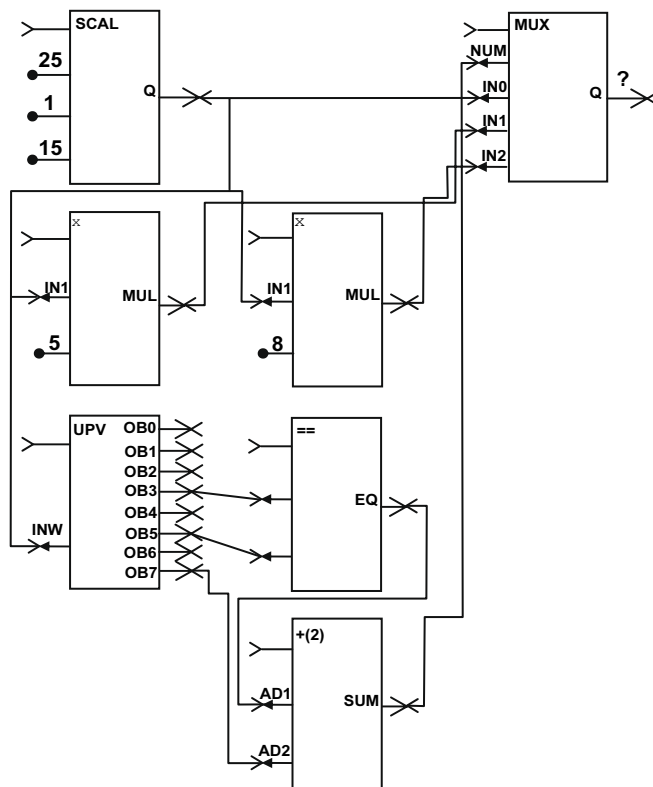 SCAL
25
1
15
Q
MUX
NUM
IN0
IN1
IN2
Q
?
x
IN1
MUL
5
x
IN1
MUL
8
UPV
INW
OB0
OB1
OB2
OB3
OB4
OB5
OB6
OB7
==
EQ
+(2)
AD1
AD2
SUM